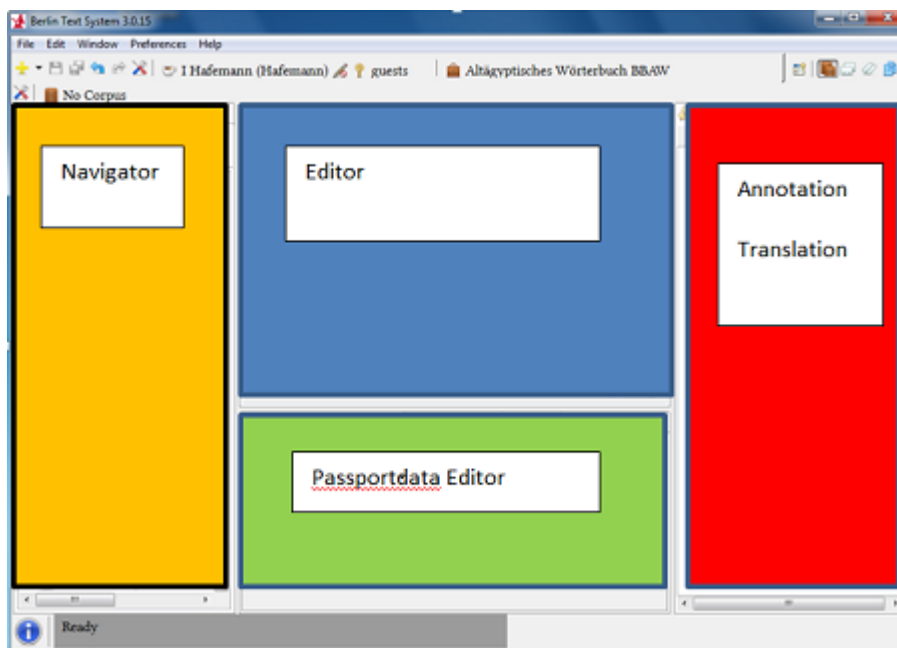 Berlin Text System 3.0.15
File Edit Window Preferences Help
I Hafemann (Hafemann) guests Altägyptisches Wörterbuch BBAW
No Corpus
Navigator
Editor
Annotation
Translation
Passportdata Editor
Ready